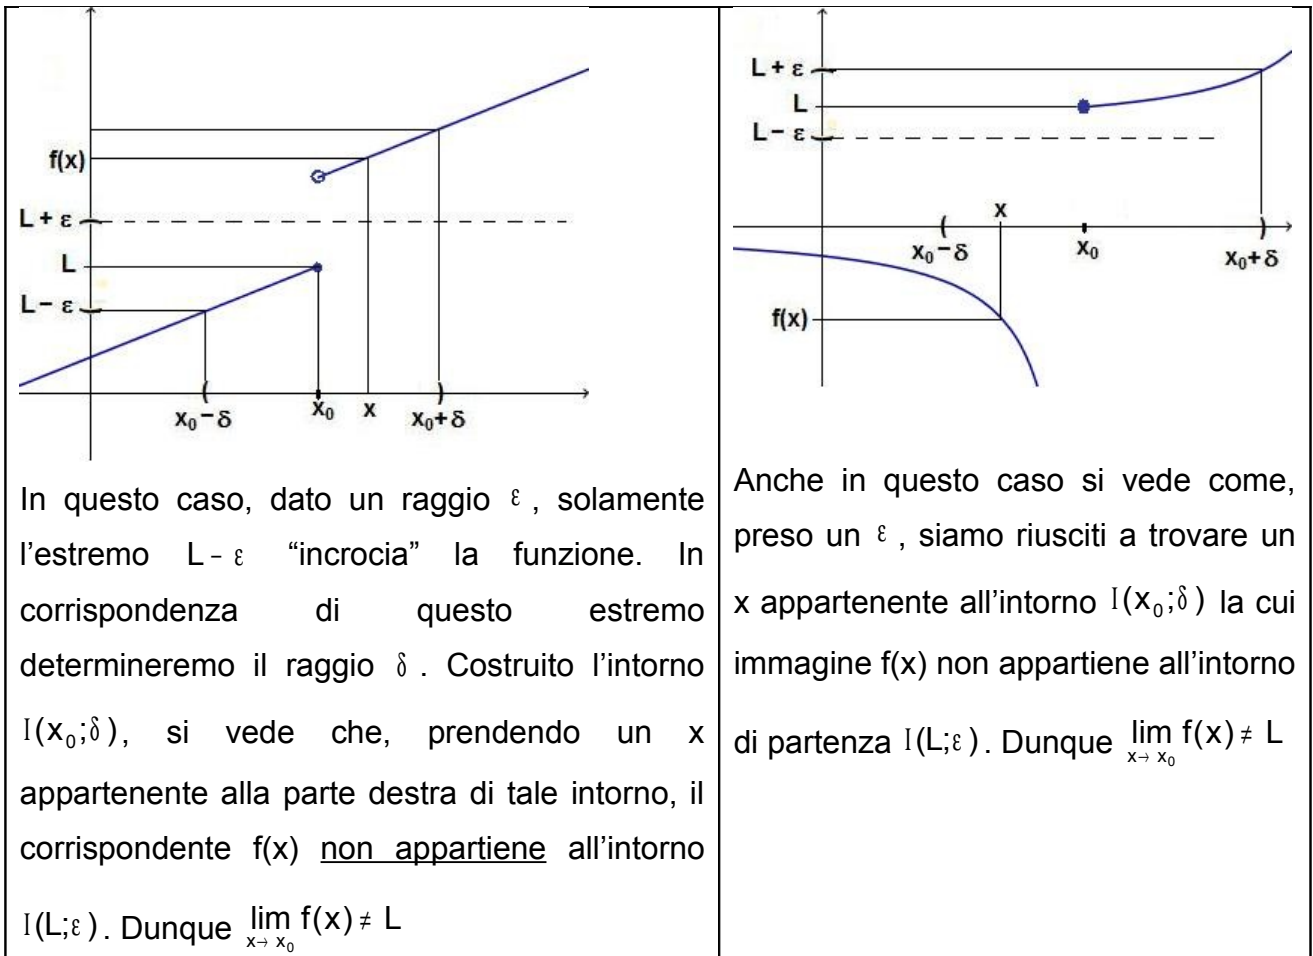 f(x)
L + ε
L
L − ε
x₀−δ
x₀
x
x₀+δ
In questo caso, dato un raggio ε , solamente
l’estremo L − ε “incrocia” la funzione. In
corrispondenza di questo estremo
determineremo il raggio δ . Costruito l’intorno
I(x₀;δ), si vede che, prendendo un x
appartenente alla parte destra di tale intorno, il
corrispondente f(x) non appartiene all’intorno
I(L;ε). Dunque lim f(x) ≠ L
x→ x₀
L + ε
L
L − ε
x
x₀−δ
x₀
x₀+δ
f(x)
Anche in questo caso si vede come,
preso un ε , siamo riusciti a trovare un
x appartenente all’intorno I(x₀;δ) la cui
immagine f(x) non appartiene all’intorno
di partenza I(L;ε). Dunque lim f(x) ≠ L
x→ x₀